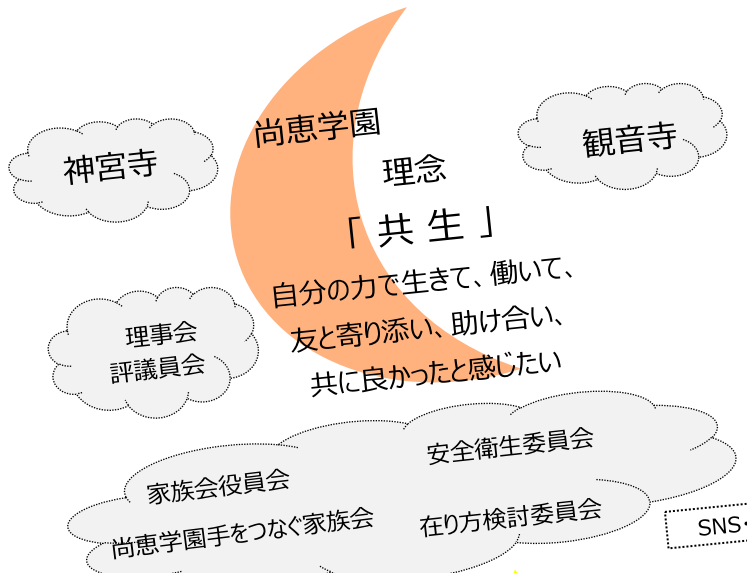 尚恵学園
神宮寺
理念
観音寺
「 共 生 」
自分の力で生きて、働いて、
友と寄り添い、助け合い、
共に良かったと感じたい
理事会
評議員会
家族会役員会
安全衛生委員会
尚恵学園手をつなぐ家族会
在り方検討委員会
SNS・